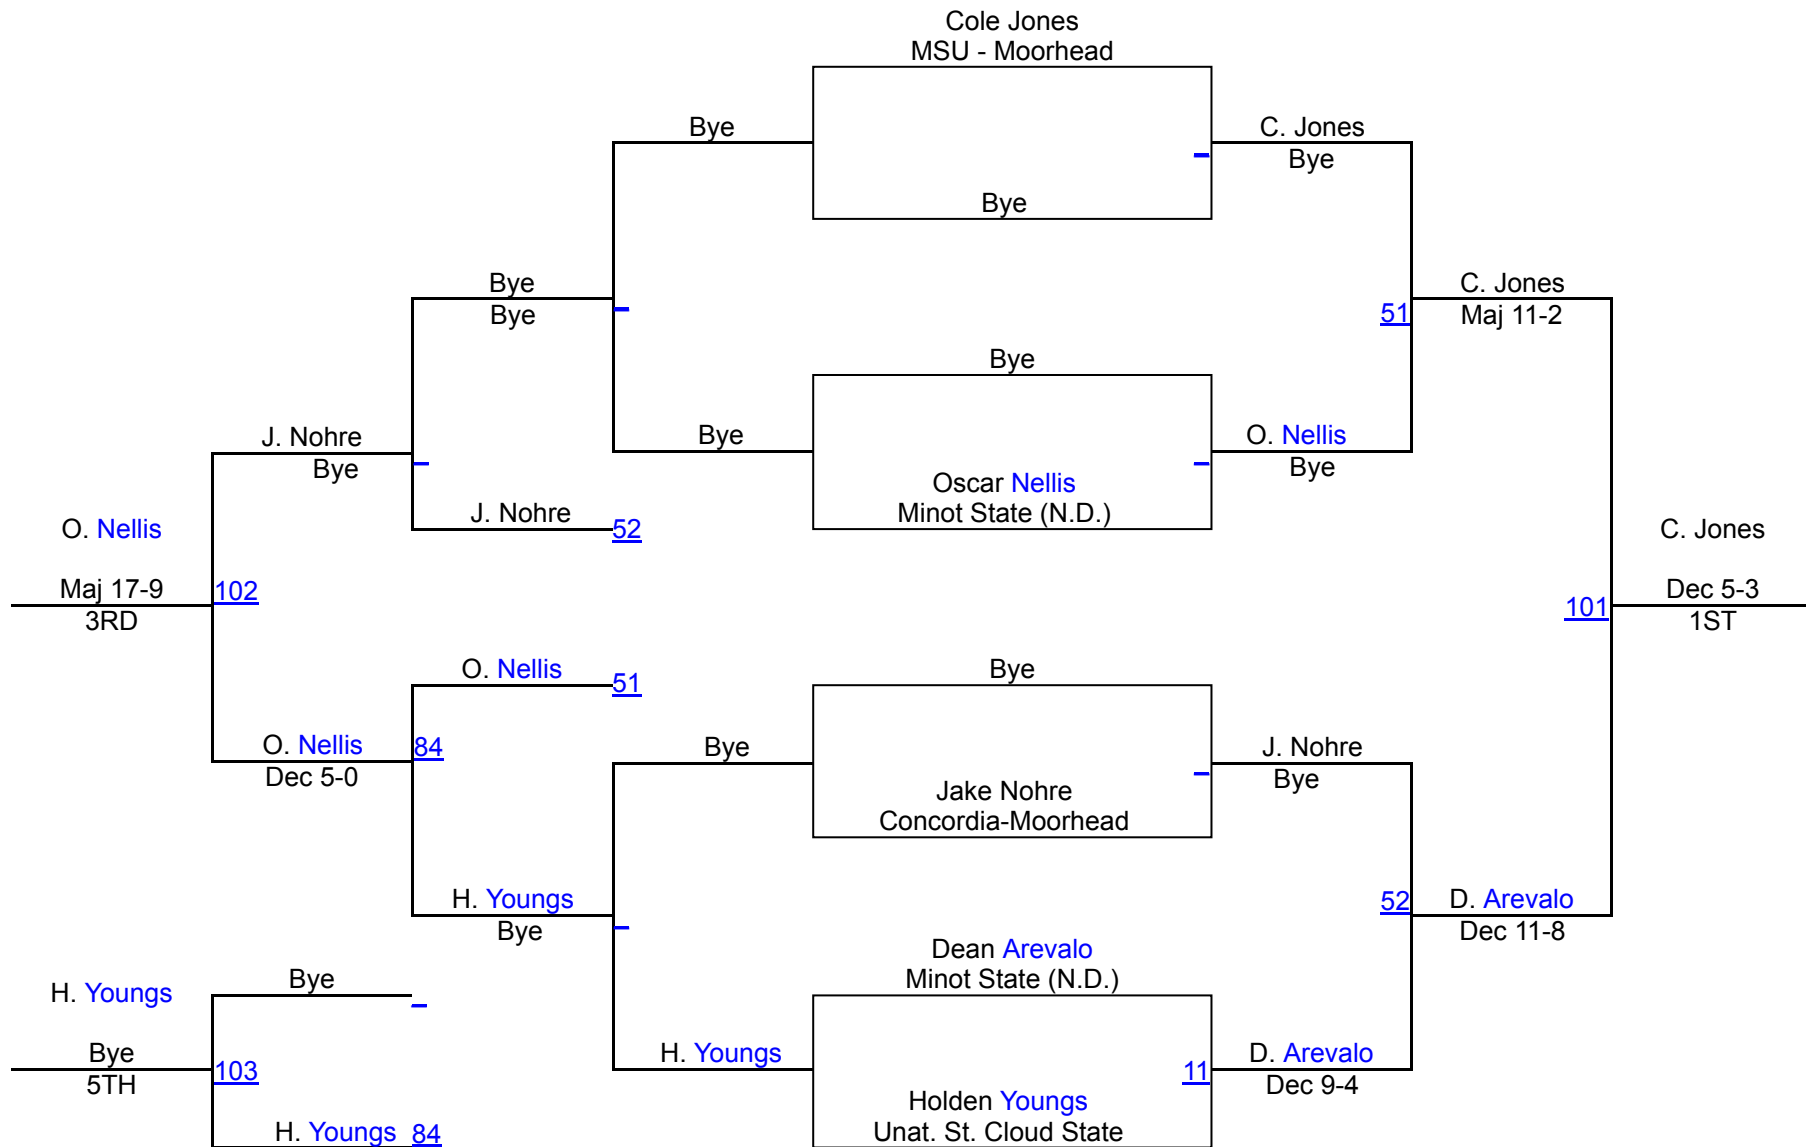 Cole Jones
MSU - Moorhead
Bye
C. Jones
Bye
Bye
Bye
Bye
C. Jones
51
Maj 11-2
Bye
J. Nohre
Bye
Bye
O. Nellis
Bye
Oscar Nellis
Minot State (N.D.)
J. Nohre
52
O. Nellis
C. Jones
Maj 17-9
102
3RD
101
Dec 5-3
1ST
O. Nellis
51
Bye
O. Nellis
84
Dec 5-0
Bye
J. Nohre
Bye
Jake Nohre
Concordia-Moorhead
H. Youngs
Bye
52
D. Arevalo
Dec 11-8
Dean Arevalo
Minot State (N.D.)
H. Youngs
Bye
Bye
103
5TH
H. Youngs
11
D. Arevalo
Dec 9-4
Holden Youngs
Unat. St. Cloud State
H. Youngs
84